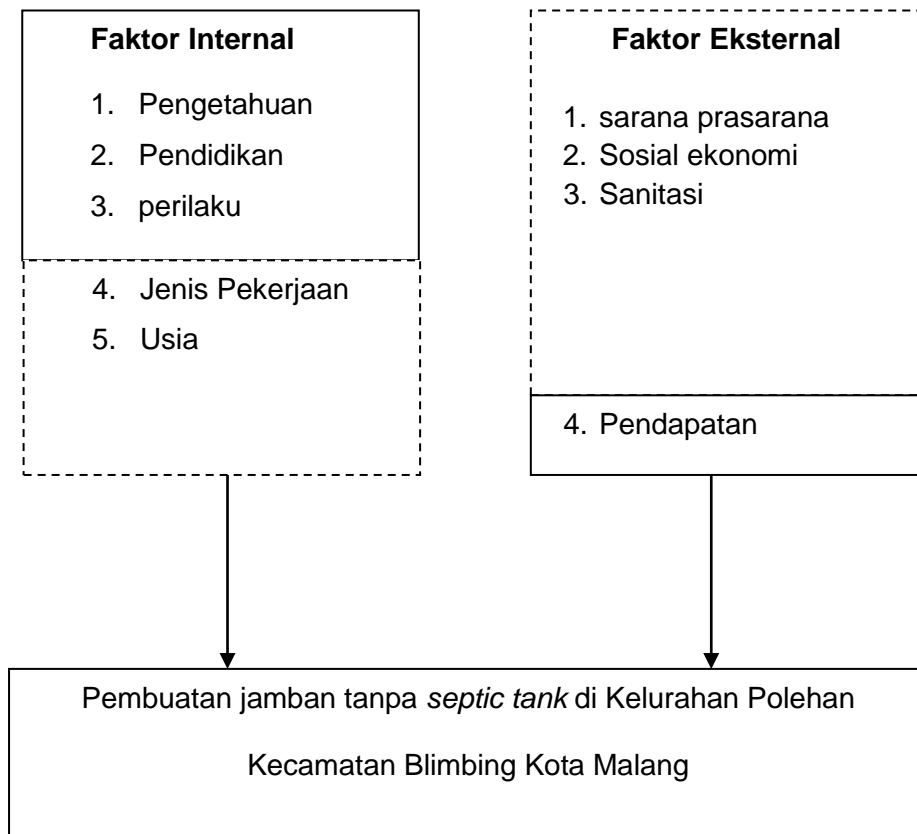 Faktor Internal
1. Pengetahuan
2. Pendidikan
3. perilaku
4. Jenis Pekerjaan
5. Usia
Faktor Eksternal
1. sarana prasarana
2. Sosial ekonomi
3. Sanitasi
4. Pendapatan
Pembuatan jamban tanpa septic tank di Kelurahan Polehan
Kecamatan Blimbing Kota Malang